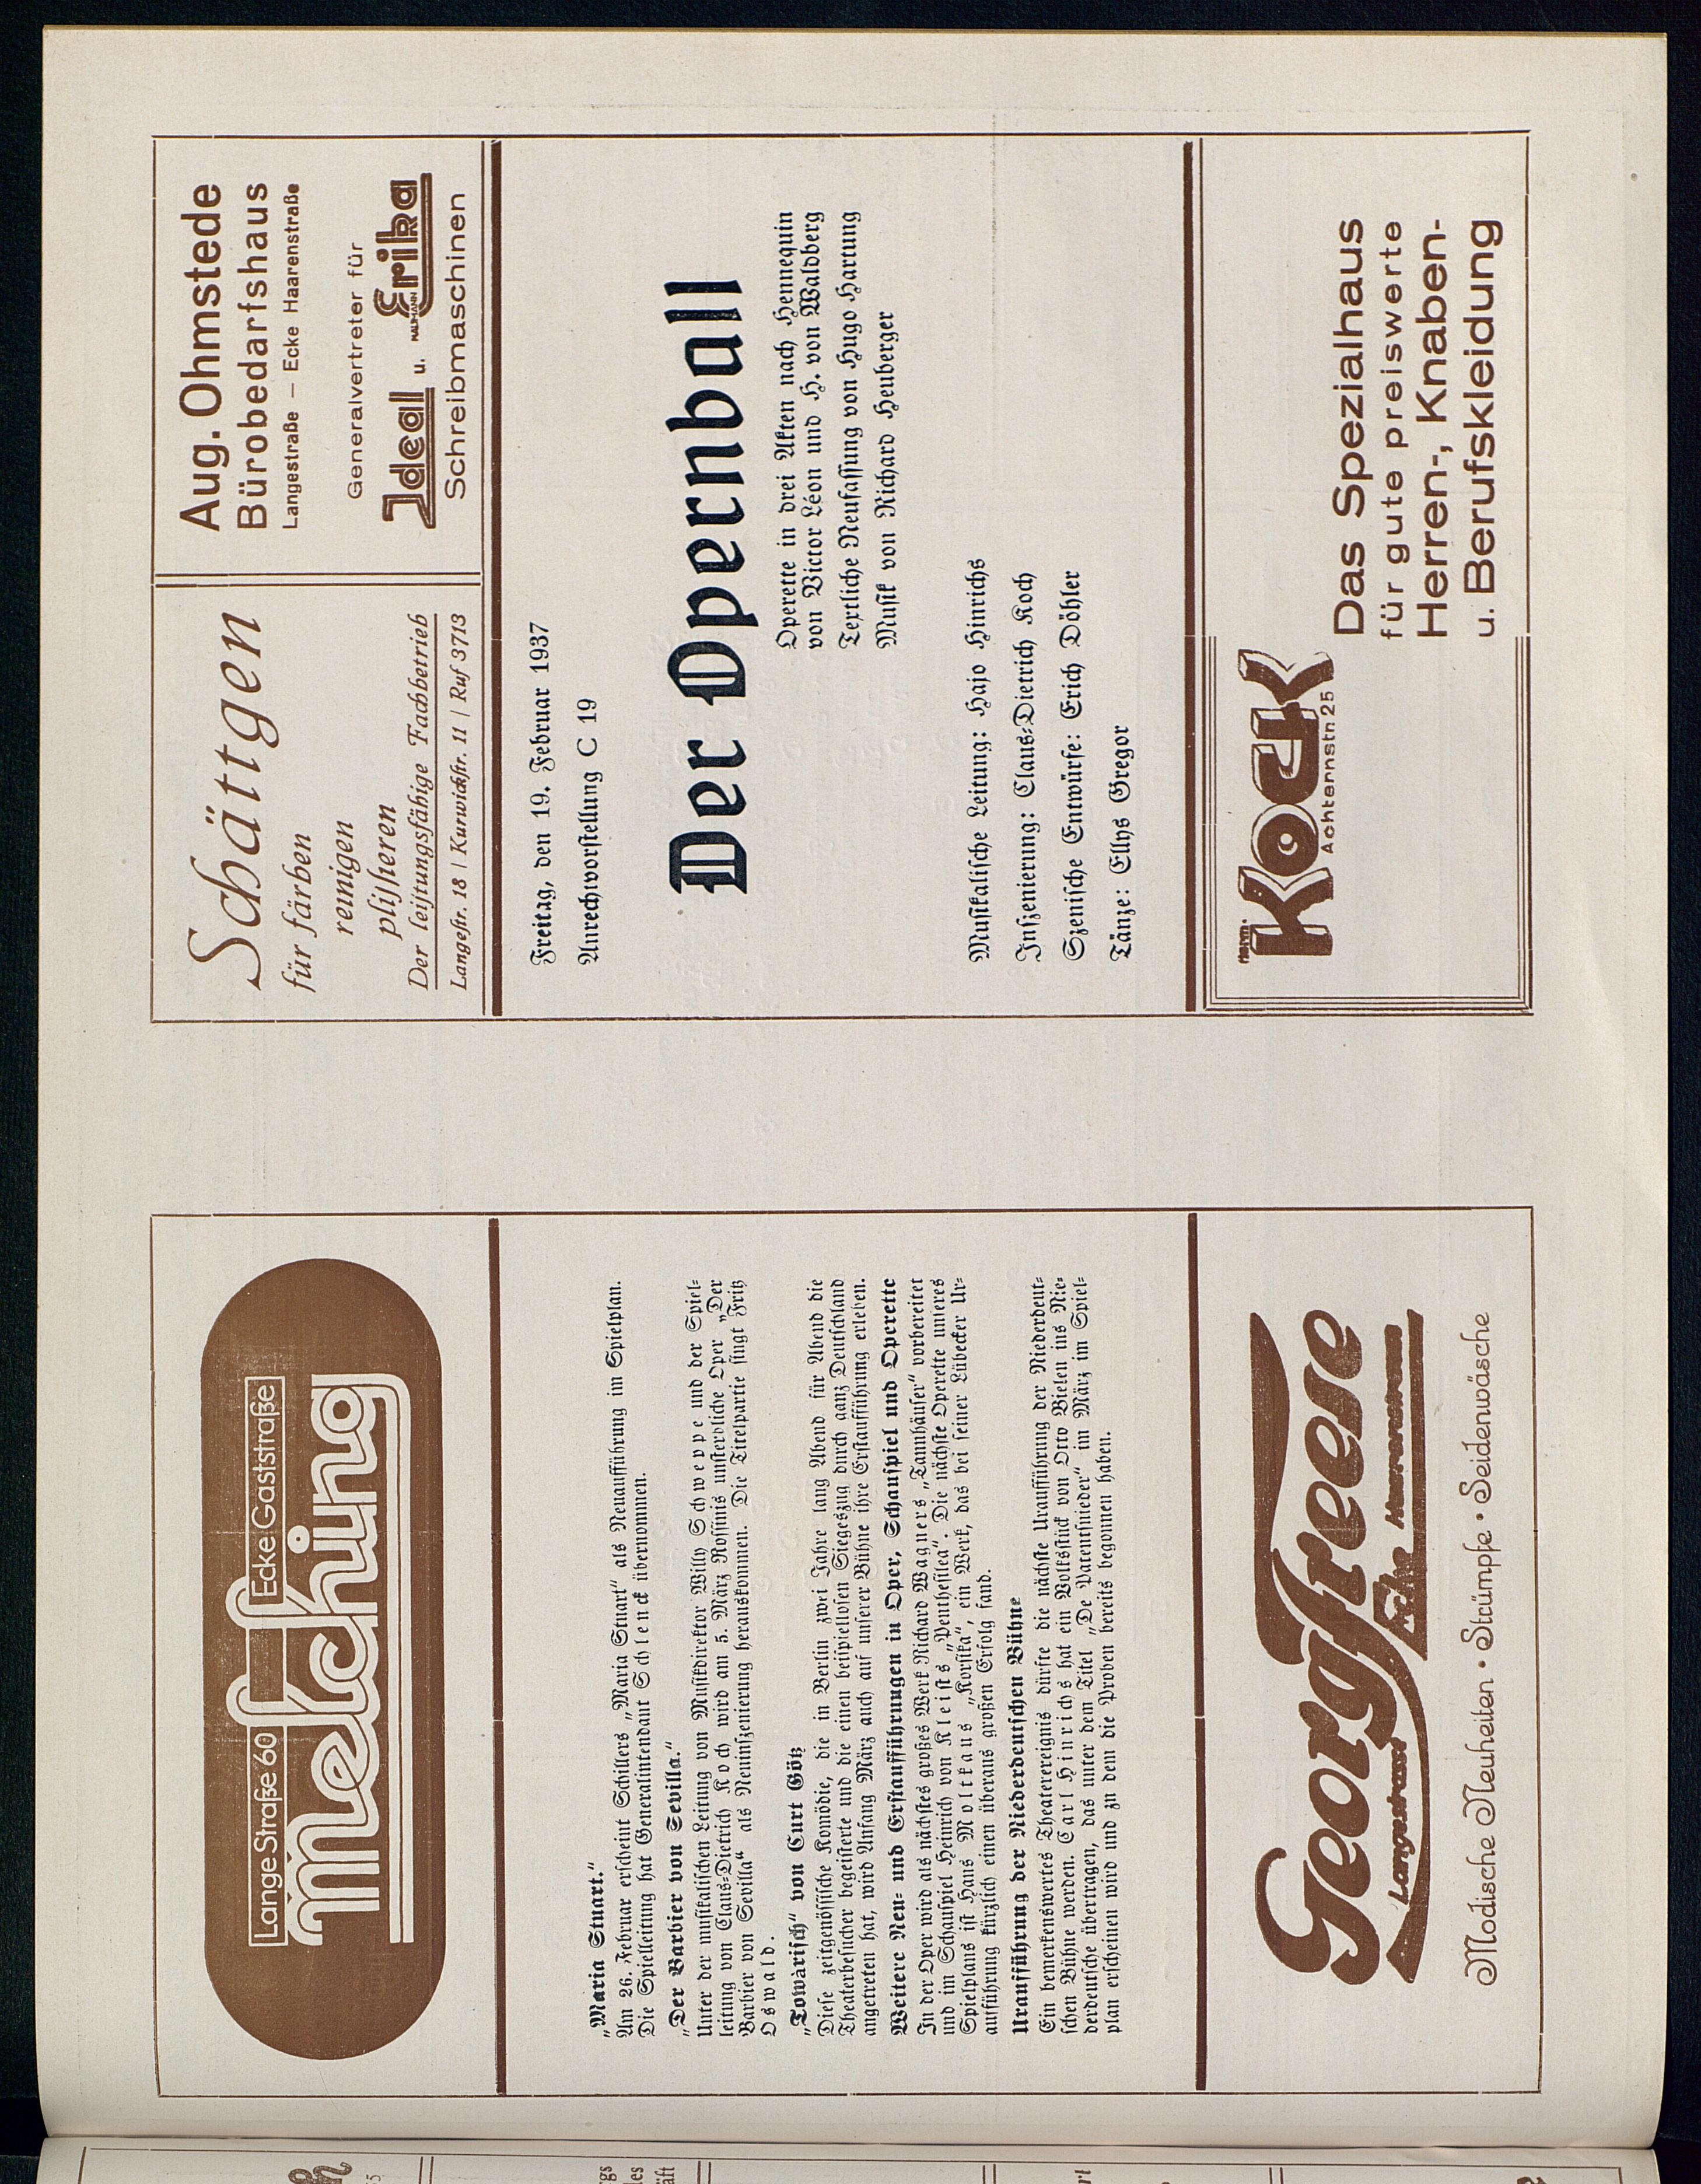 Lange Straße 60
Ecke Gaststraße
Melching
„Maria Stuart.“
Am 26. Februar erscheint Schillers „Maria Stuart“ als Neuaufführung im Spielplan.
Die Spielleitung hat Generalintendant Schlenck übernommen.
„Der Barbier von Sevilla.“
Unter der musikalischen Leitung von Musikdirektor Willy Schweppe und der Spiel-
leitung von Claus-Dietrich Koch wird am 5. März Rossinis unsterbliche Oper „Der
Barbier von Sevilla“ als Neuinszenierung herauskommen. Die Titelpartie singt Fritz
Oswald.
„Towarisch“ von Curt Götz
Diese zeitgenössische Komödie, die in Berlin zwei Jahre lang Abend für Abend die
Theaterbesucher begeisterte und die einen beispiellosen Siegeszug durch ganz Deutschland
angetreten hat, wird Anfang März auch auf unserer Bühne ihre Erstaufführung erleben.
Weitere Neu- und Erstaufführungen in Oper, Schauspiel und Operette
In der Oper wird als nächstes großes Werk Richard Wagners „Tannhäuser“ vorbereitet
und im Schauspiel Heinrich von Kleists „Penthesilea“. Die nächste Operette unseres
Spielplans ist Hans Moltkaus „Korsika“, ein Werk, das bei seiner Lübecker Ur-
aufführung kürzlich einen überaus großen Erfolg fand.
Uraufführung der Niederdeutschen Bühne
Ein bemerkenswertes Theaterereignis dürfte die nächste Uraufführung der Niederdeut-
schen Bühne werden. Carl Hinrichs hat ein Volksstück von Otto Bielen ins Nie-
derdeutsche übertragen, das unter dem Titel „De Patentsnieder“ im März im Spiel-
plan erscheinen wird und zu dem die Proben bereits begonnen haben.
Georg Freese
Langestrasse Ecke Haarenstrasse
Modische Neuheiten • Strümpfe • Seidenwäsche
Schättgen
für färben
reinigen
plissieren
Der leistungsfähige Fachbetrieb
Langestr. 18 | Kurwickstr. 11 | Ruf 3713
Aug. Ohmstede
Bürobedarfshaus
Langestraße – Ecke Haarenstraße
Generalvertreter für
Ideal u. NAUMANN Erika
Schreibmaschinen
Freitag, den 19. Februar 1937
Anrechtvorstellung C 19
Der Opernball
Operette in drei Akten nach Hennequin
von Victor Léon und H. von Waldberg
Textliche Neufassung von Hugo Hartung
Musik von Richard Heuberger
Musikalische Leitung: Hajo Hinrichs
Inszenierung: Claus-Dietrich Koch
Szenische Entwürfe: Erich Döhler
Tänze: Ellys Gregor
Herm.
Kock
Achternstr. 25
Das Spezialhaus
für gute preiswerte
Herren-, Knaben-
u. Berufskleidung